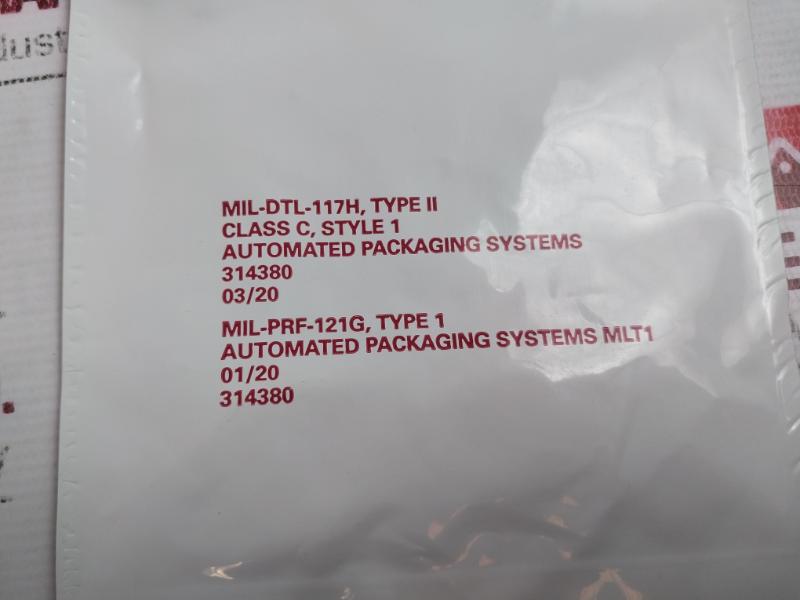 MIL-DTL-117H, TYPE II
CLASS C, STYLE 1
AUTOMATED PACKAGING SYSTEMS
314380
03/20
MIL-PRF-121G, TYPE 1
AUTOMATED PACKAGING SYSTEMS MLT1
01/20
314380